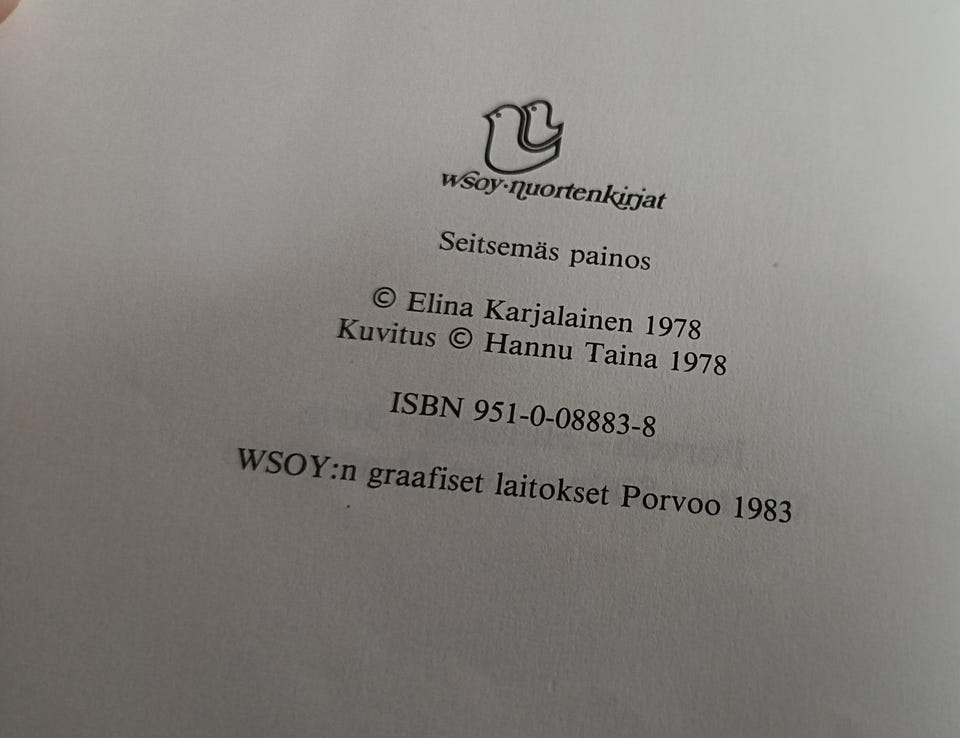 wsoy·nuortenkirjat
Seitsemäs painos
© Elina Karjalainen 1978
Kuvitus © Hannu Taina 1978
ISBN 951-0-08883-8
WSOY:n graafiset laitokset Porvoo 1983